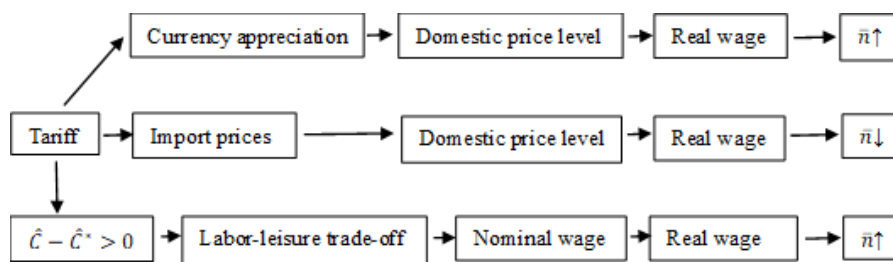 Currency appreciation Domestic price level Real wage n̄↑
Tariff Import prices Domestic price level Real wage n̄↓
Ĉ − Ĉ* > 0 Labor-leisure trade-off Nominal wage Real wage n̄↑